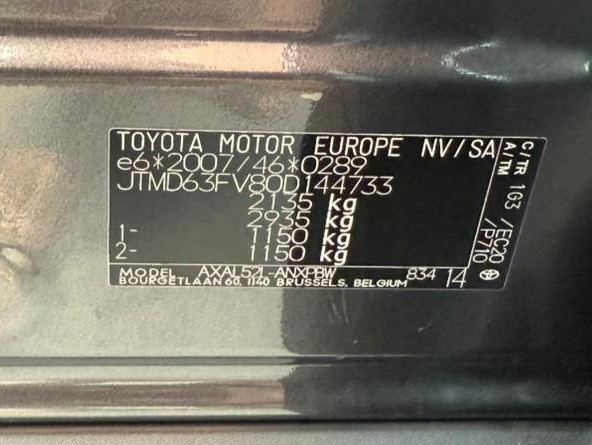 TOYOTA MOTOR EUROPE NV/SA
e6*2007/46*0289
JTMD63FV80D144733
2135 kg
2935 kg
1- 1150 kg
2- 1150 kg
MODEL AXAL52L-ANXPBW 834 14
BOURGETLAAN 60, 1140 BRUSSELS, BELGIUM
C/TR 1G3 /EC20
A/TM /P710